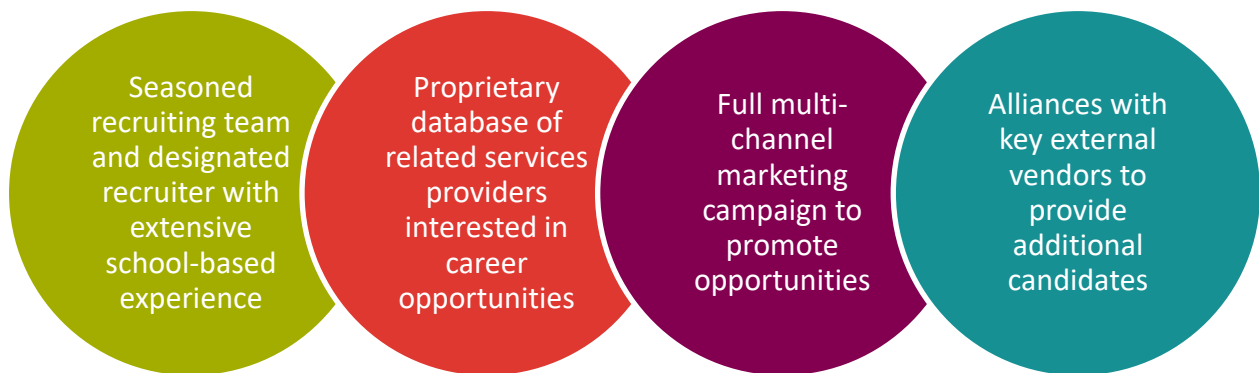 Seasoned
recruiting team
and designated
recruiter with
extensive
school-based
experience
Proprietary
database of
related services
providers
interested in
career
opportunities
Full multi-
channel
marketing
campaign to
promote
opportunities
Alliances with
key external
vendors to
provide
additional
candidates